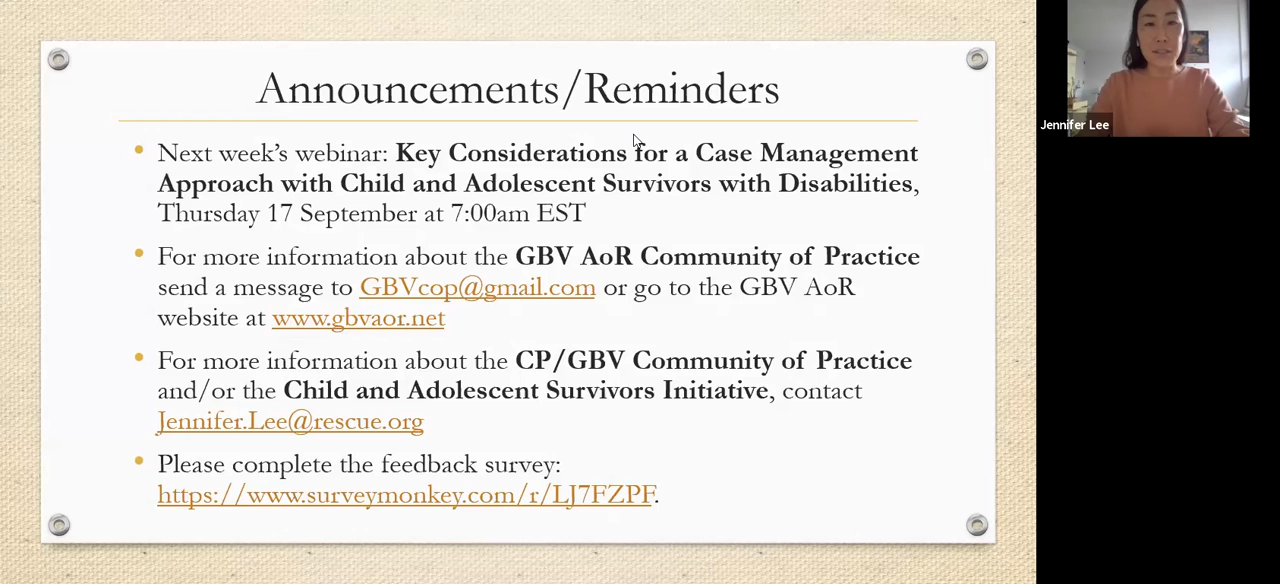 Announcements/Reminders
Next week's webinar: Key Considerations for a Case Management
Approach with Child and Adolescent Survivors with Disabilities,
Thursday 17 September at 7:00am EST
For more information about the GBV AoR Community of Practice
send a message to GBVcop@gmail.com or go to the GBV AoR
website at www.gbvaor.net
For more information about the CP/GBV Community of Practice
and/or the Child and Adolescent Survivors Initiative, contact
Jennifer.Lee@rescue.org
Please complete the feedback survey:
https://www.surveymonkey.com/r/LJ7FZPF.
Jennifer Lee